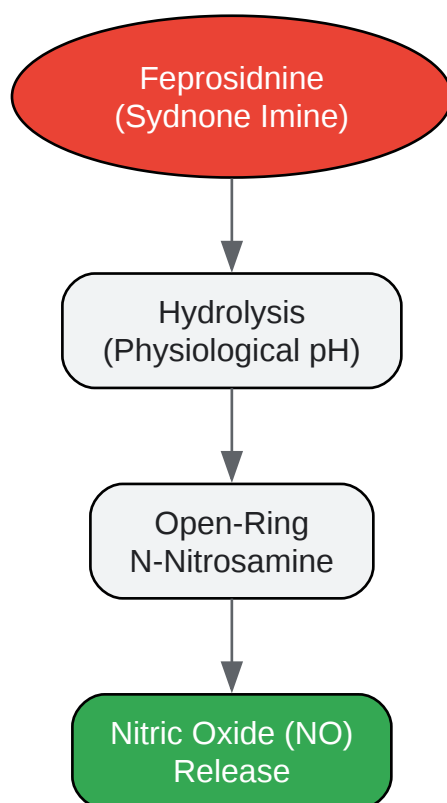 Feprosidnine
(Sydnone Imine)
Hydrolysis
(Physiological pH)
Open-Ring
N-Nitrosamine
Nitric Oxide (NO)
Release